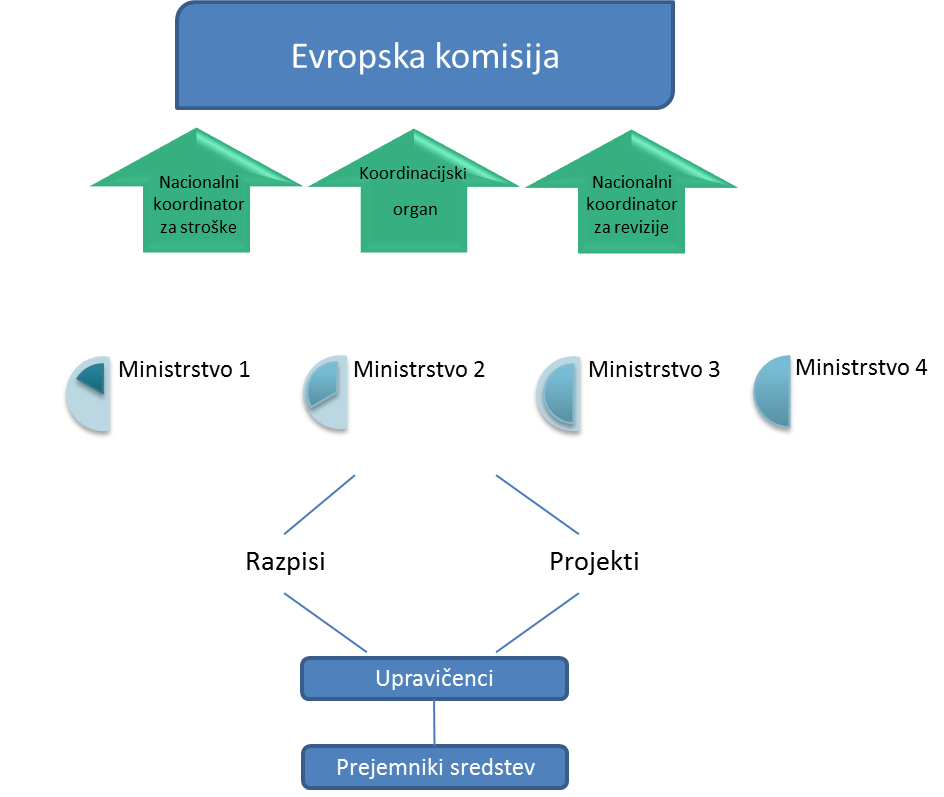 Evropska komisija
Nacionalni
koordinator
za stroške
Koordinacijski
organ
Nacionalni
koordinator
za revizije
Ministrstvo 1
Ministrstvo 2
Ministrstvo 3
Ministrstvo 4
Razpisi
Projekti
Upravičenci
Prejemniki sredstev